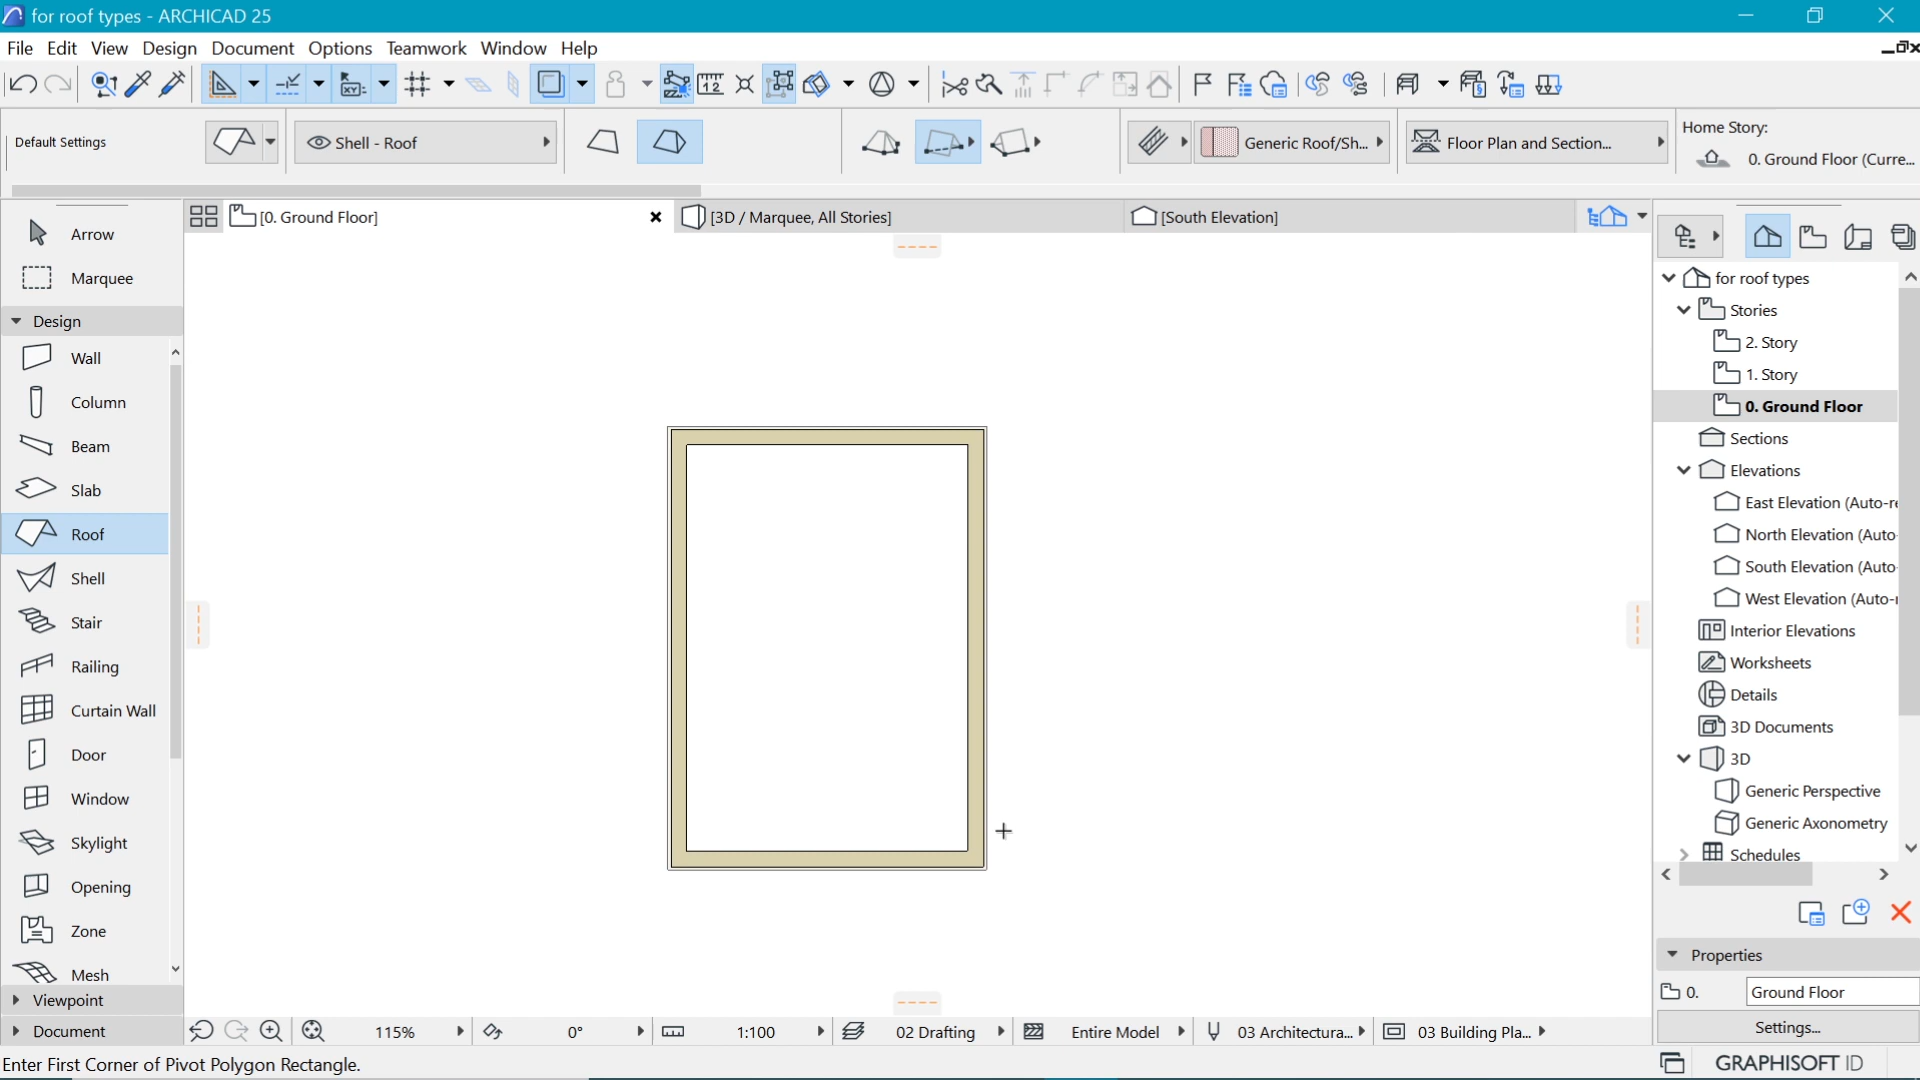 for roof types - ARCHICAD 25
File Edit View Design Document Options Teamwork Window Help
Default Settings
Shell - Roof
Generic Roof/Sh...
Floor Plan and Section...
Home Story:
0. Ground Floor (Curre...
Arrow
Marquee
Design
Wall
Column
Beam
Slab
Roof
Shell
Stair
Railing
Curtain Wall
Door
Window
Skylight
Opening
Zone
Mesh
Viewpoint
Document
[0. Ground Floor]
[3D / Marquee, All Stories]
[South Elevation]
for roof types
Stories
2. Story
1. Story
0. Ground Floor
Sections
Elevations
East Elevation (Auto-re
North Elevation (Auto-
South Elevation (Auto-
West Elevation (Auto-r
Interior Elevations
Worksheets
Details
3D Documents
3D
Generic Perspective
Generic Axonometry
Schedules
Properties
0. Ground Floor
Settings...
115% 0° 1:100 02 Drafting Entire Model 03 Architectura... 03 Building Pla...
Enter First Corner of Pivot Polygon Rectangle.
GRAPHISOFT ID